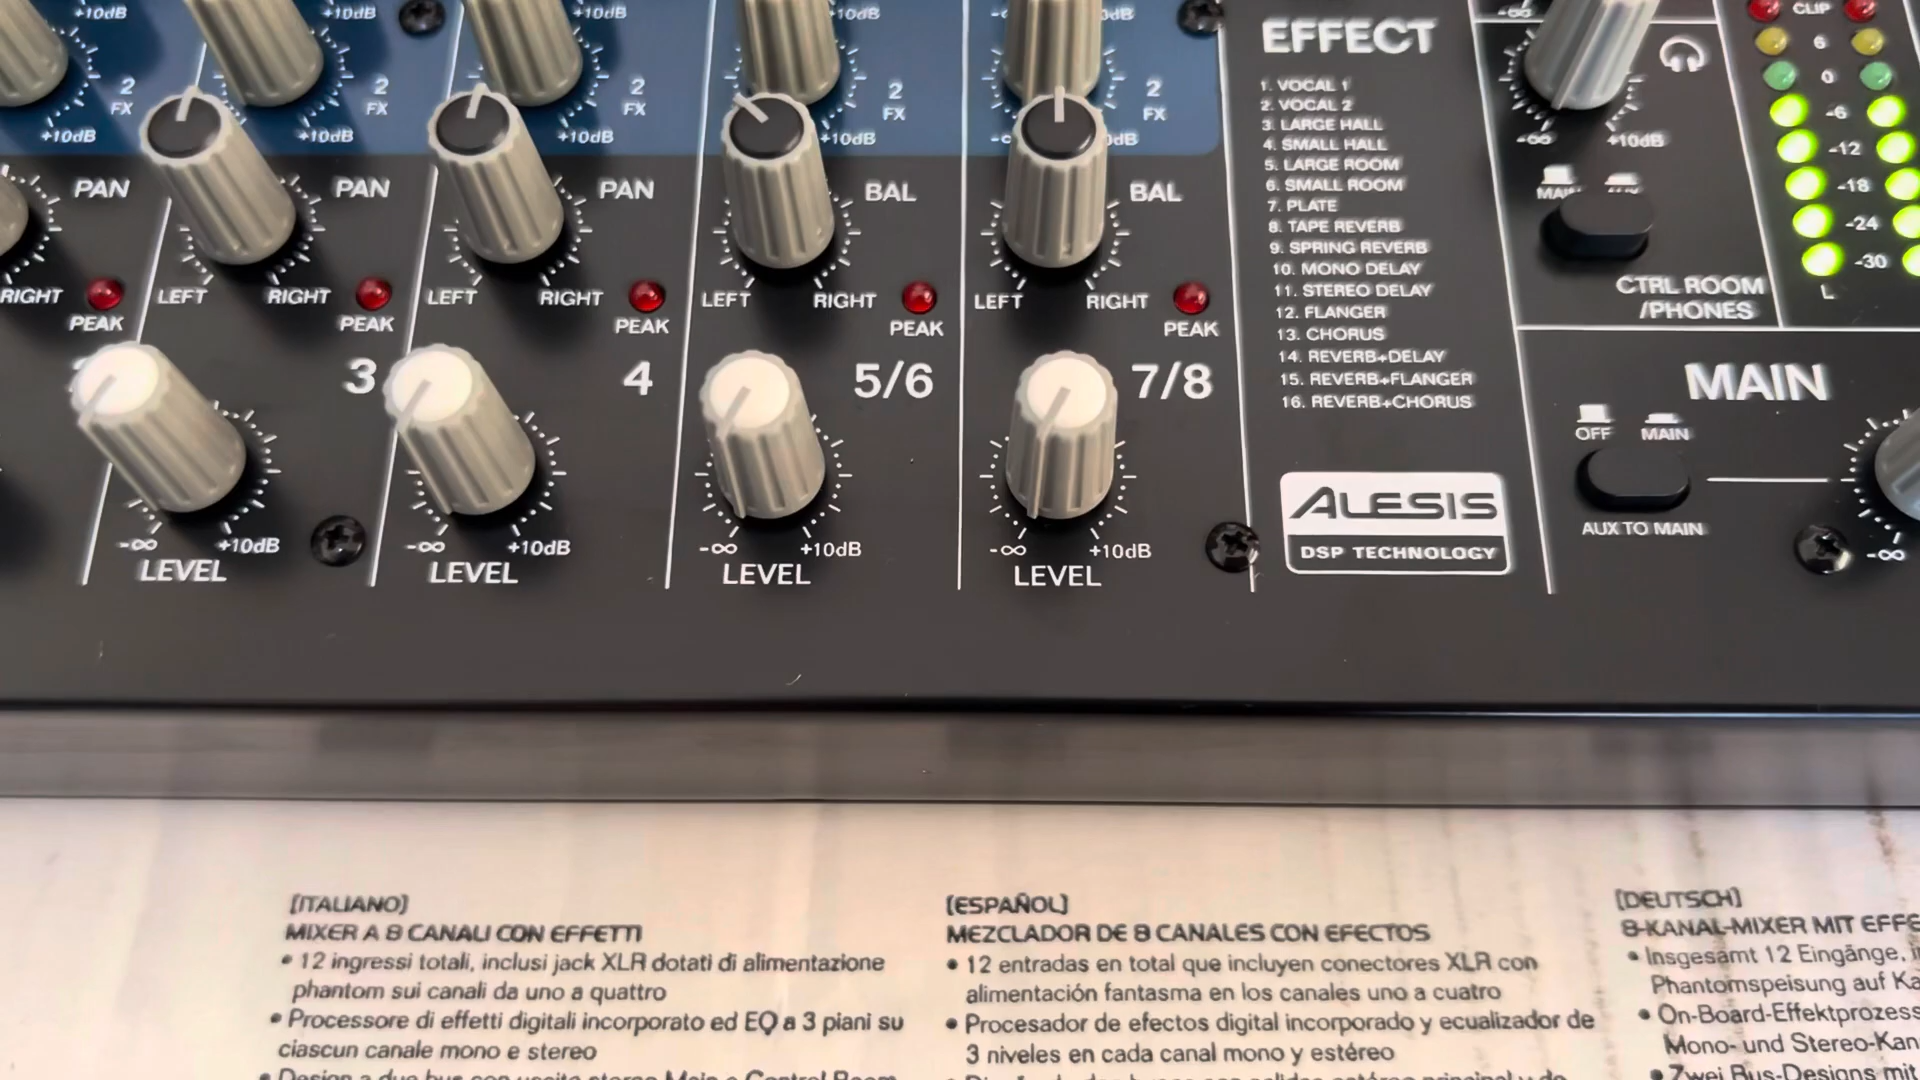 +10dB
+10dB
+10dB
+10dB
2
FX
+10dB
2
FX
+10dB
2
FX
+10dB
2
FX
+10dB
2
FX
PAN
PAN
PAN
BAL
BAL
RIGHT
PEAK
LEFT
RIGHT
PEAK
LEFT
RIGHT
PEAK
LEFT
RIGHT
PEAK
LEFT
RIGHT
PEAK
3
4
5/6
7/8
-∞
+10dB
LEVEL
-∞
+10dB
LEVEL
-∞
+10dB
LEVEL
-∞
+10dB
LEVEL
EFFECT
1. VOCAL 1
2. VOCAL 2
3. LARGE HALL
4. SMALL HALL
5. LARGE ROOM
6. SMALL ROOM
7. PLATE
8. TAPE REVERB
9. SPRING REVERB
10. MONO DELAY
11. STEREO DELAY
12. FLANGER
13. CHORUS
14. REVERB+DELAY
15. REVERB+FLANGER
16. REVERB+CHORUS
ALESIS
DSP TECHNOLOGY
-∞
+10dB
MAIN
AUX
CTRL ROOM
/PHONES
CLIP
6
0
-6
-12
-18
-24
-30
L
MAIN
OFF
MAIN
AUX TO MAIN
-∞
[ITALIANO]
MIXER A 8 CANALI CON EFFETTI
• 12 ingressi totali, inclusi jack XLR dotati di alimentazione
phantom sui canali da uno a quattro
• Processore di effetti digitali incorporato ed EQ a 3 piani su
ciascun canale mono e stereo
[ESPAÑOL]
MEZCLADOR DE 8 CANALES CON EFECTOS
• 12 entradas en total que incluyen conectores XLR con
alimentación fantasma en los canales uno a cuatro
• Procesador de efectos digital incorporado y ecualizador de
3 niveles en cada canal mono y estéreo
[DEUTSCH]
8-KANAL-MIXER MIT EFFE
• Insgesamt 12 Eingänge,
Phantomspeisung auf Ka
• On-Board-Effektprozess
Mono- und Stereo-Kan
• Zwei Bus-Designs mit